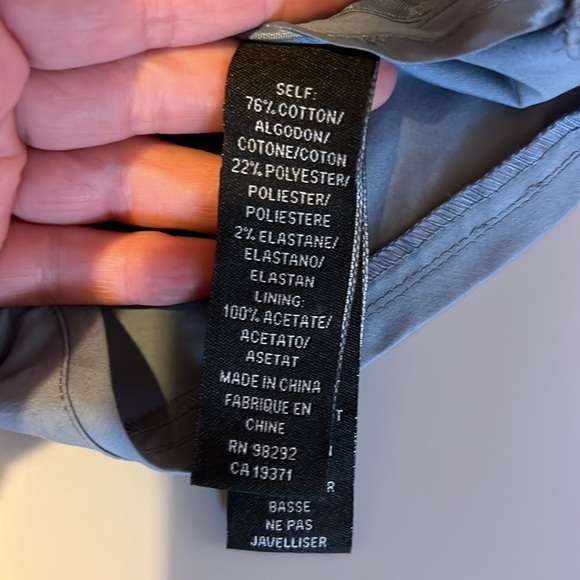 SELF:
76% COTTON/
ALGODON/
COTONE/COTON
22% POLYESTER/
POLIESTER/
POLIESTERE
2% ELASTANE/
ELASTANO/
ELASTAN
LINING:
100% ACETATE/
ACETATO/
ASETAT
MADE IN CHINA
FABRIQUE EN
CHINE
RN 98292
CA 19371
T
R
BASSE
NE PAS
JAVELLISER